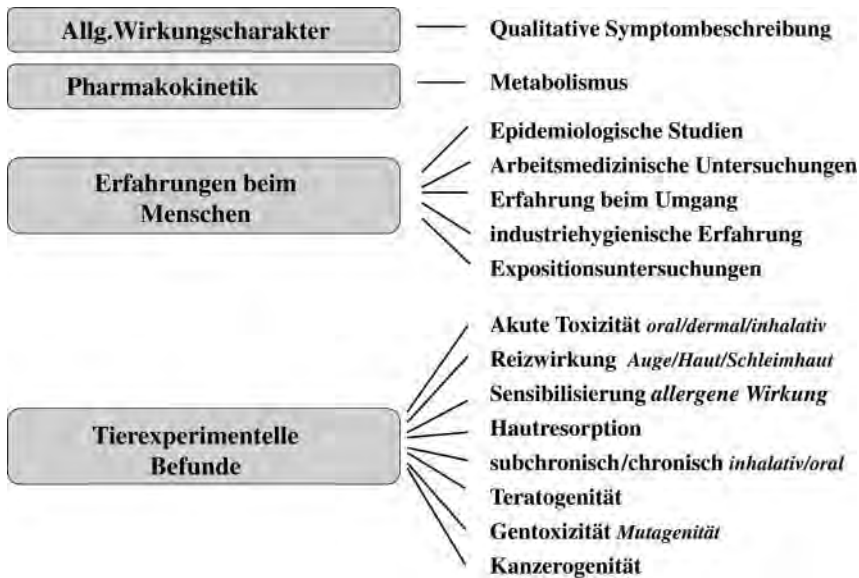 Allg.Wirkungscharakter
Qualitative Symptombeschreibung
Pharmakokinetik
Metabolismus
Erfahrungen beim
Menschen
Epidemiologische Studien
Arbeitsmedizinische Untersuchungen
Erfahrung beim Umgang
industriehygienische Erfahrung
Expositionsuntersuchungen
Tierexperimentelle
Befunde
Akute Toxizität oral/dermal/inhalativ
Reizwirkung Auge/Haut/Schleimhaut
Sensibilisierung allergene Wirkung
Hautresorption
subchronisch/chronisch inhalativ/oral
Teratogenität
Gentoxizität Mutagenität
Kanzerogenität